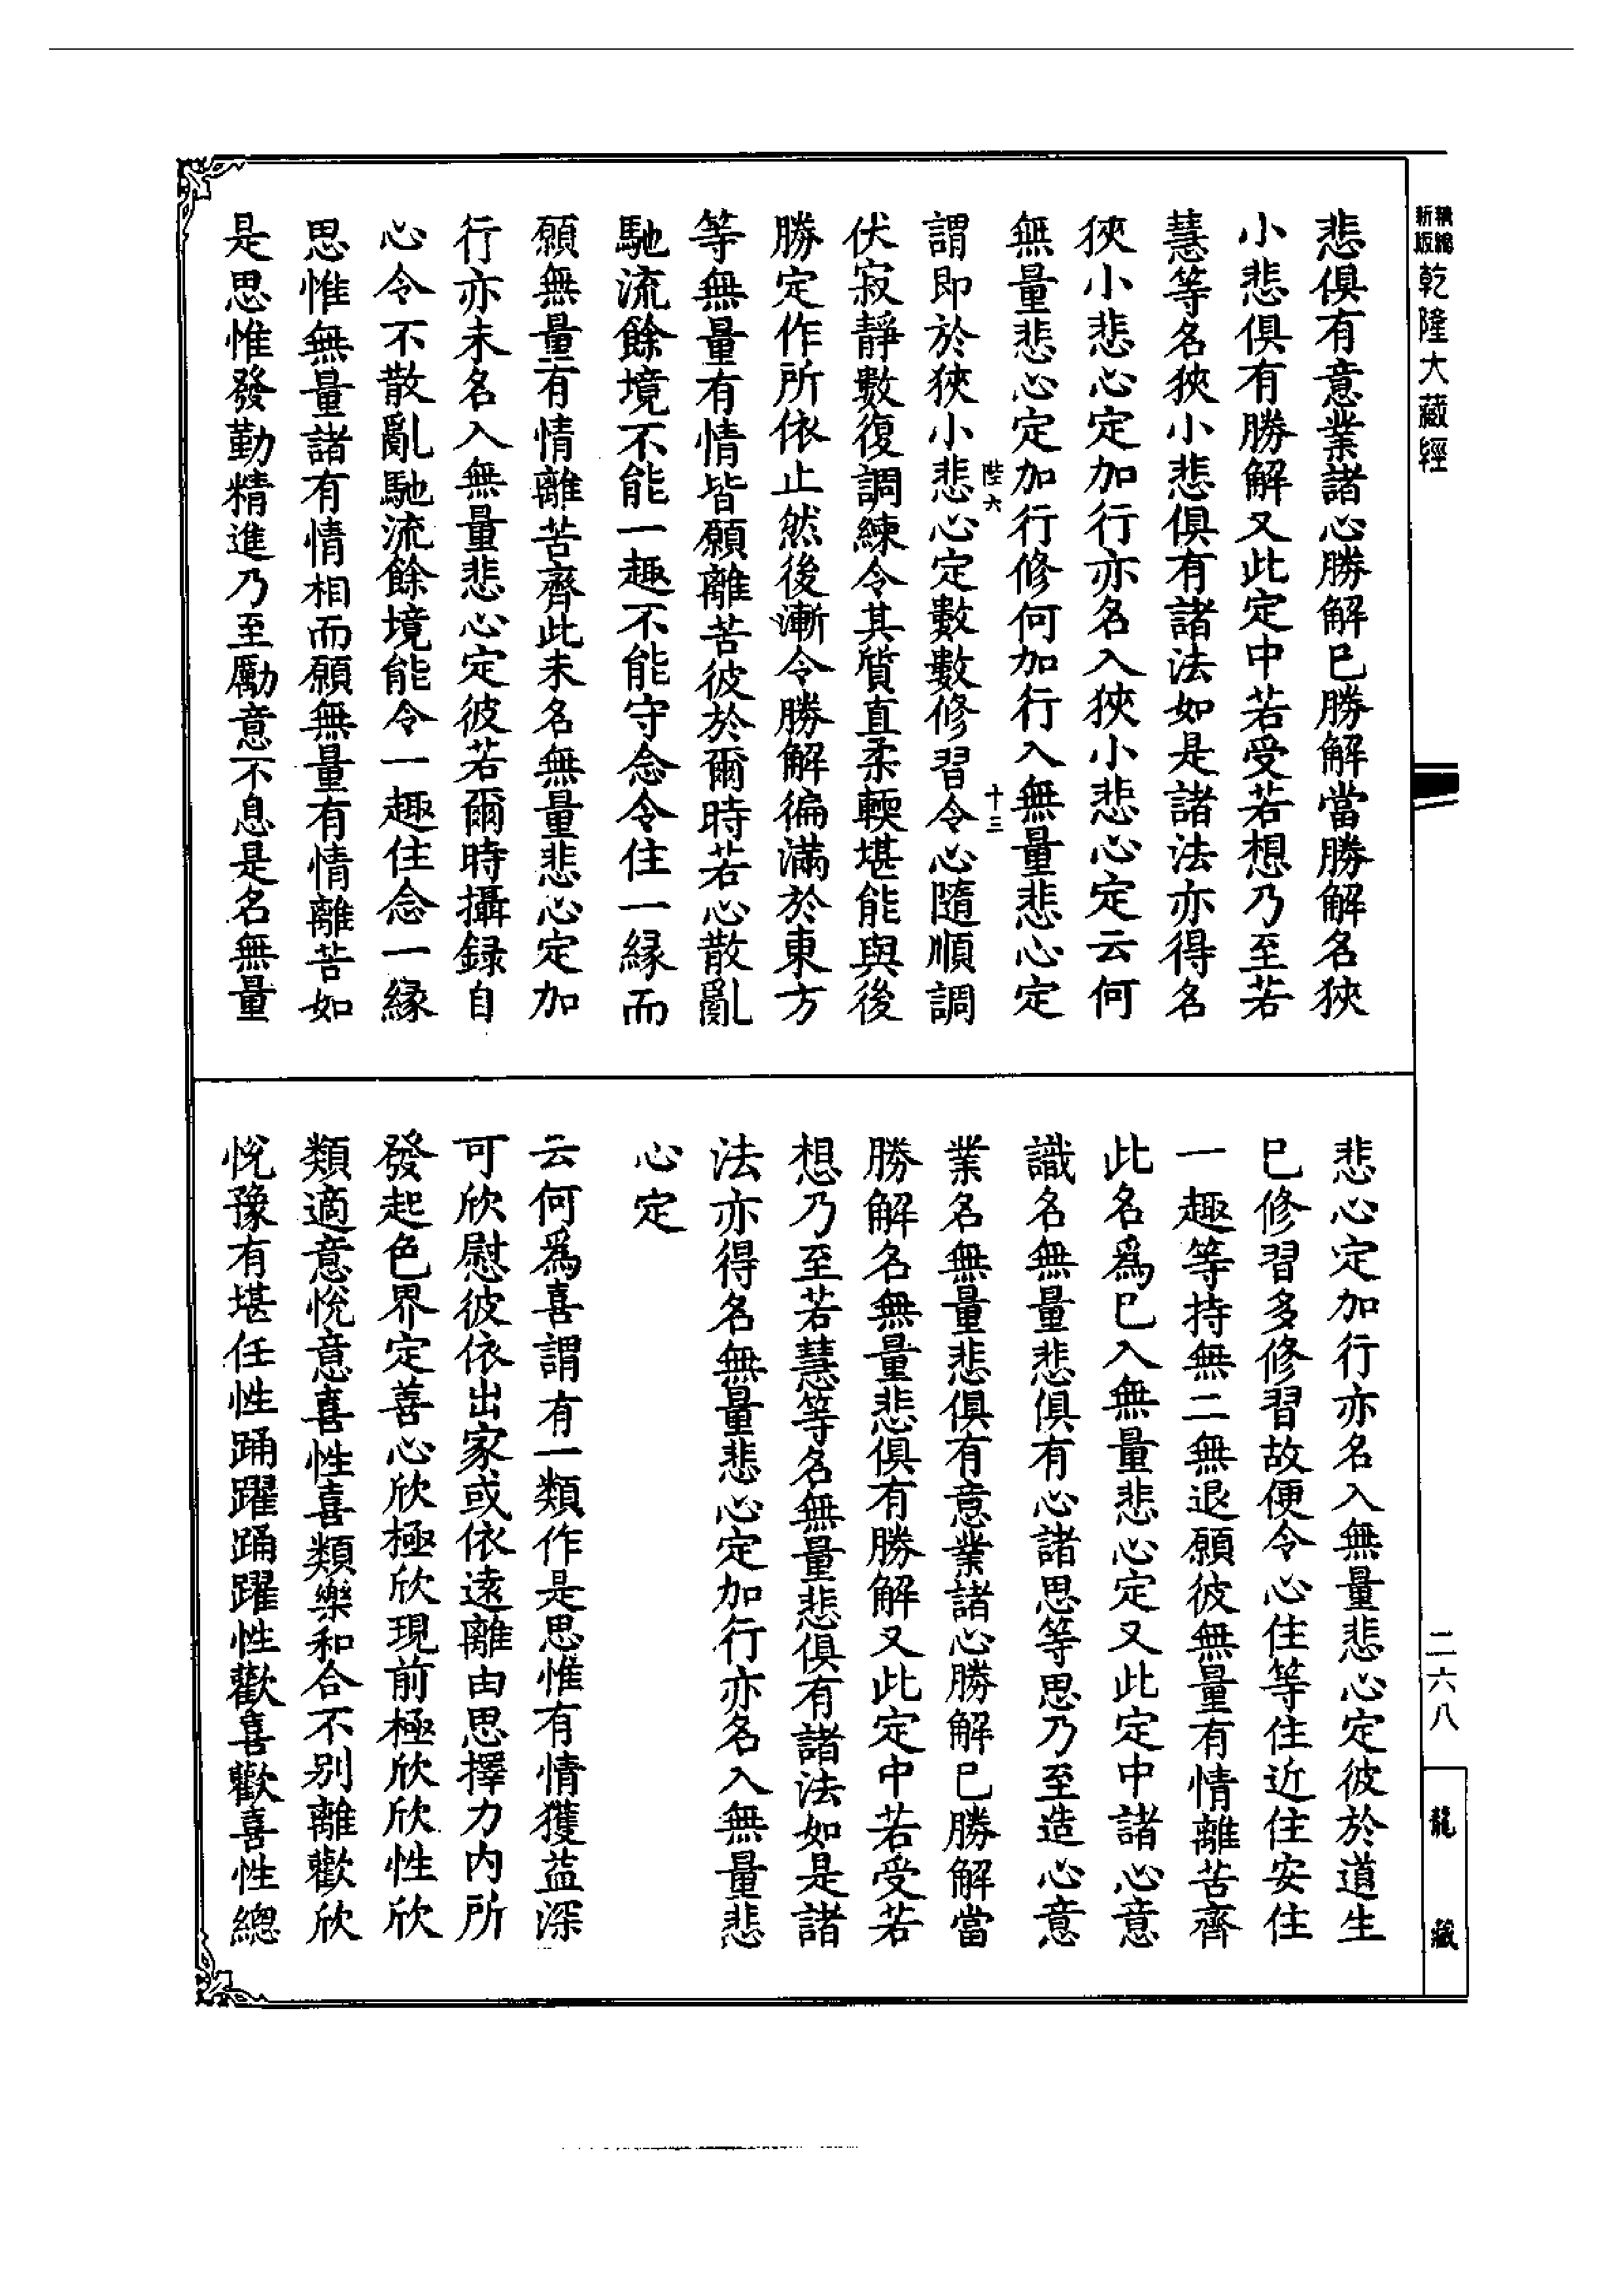 新版
精編
乾隆大藏經
悲俱有意業諸心勝解已勝解當勝解名狹
小悲俱有勝解又此定中若受若想乃至若
慧等名狹小悲俱有諸法如是諸法亦得名
狹小悲心定加行亦名入狹小悲心定云何
無量悲心定加行修何加行入無量悲心定
陛六
十三
謂即於狹小悲心定數數修習令心隨順調
伏寂靜數復調練令其質直柔輭堪能與後
勝定作所依止然後漸令勝解徧滿於東方
等無量有情皆願離苦彼於爾時若心散亂
馳流餘境不能一趣不能守念令住一縁而
願無量有情離苦齊此未名無量悲心定加
行亦未名入無量悲心定彼若爾時攝録自
心令不散亂馳流餘境能令一趣住念一縁
思惟無量諸有情相而願無量有情離苦如
是思惟發勤精進乃至勵意不息是名無量
悲心定加行亦名入無量悲心定彼於道生
已修習多修習故便令心住等住近住安住
一趣等持無二無退願彼無量有情離苦齊
此名爲已入無量悲心定又此定中諸心意
識名無量悲俱有心諸思等思乃至造心意
業名無量悲俱有意業諸心勝解已勝解當
勝解名無量悲俱有勝解又此定中若受若
想乃至若慧等名無量悲俱有諸法如是諸
法亦得名無量悲心定加行亦名入無量悲
心定
云何爲喜謂有一類作是思惟有情獲益深
可欣慰彼依出家或依遠離由思擇力内所
發起色界定善心欣極欣現前極欣欣性欣
類適意悅意喜性喜類樂和合不别離歡欣
悅豫有堪任性踊躍踊躍性歡喜歡喜性總
二六八
龍藏